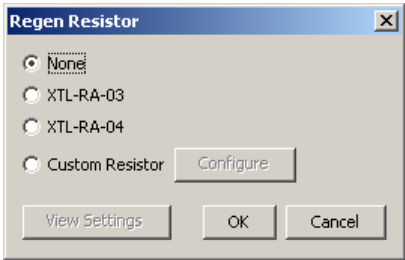 Regen Resistor
None
XTL-RA-03
XTL-RA-04
Custom Resistor Configure
View Settings OK Cancel